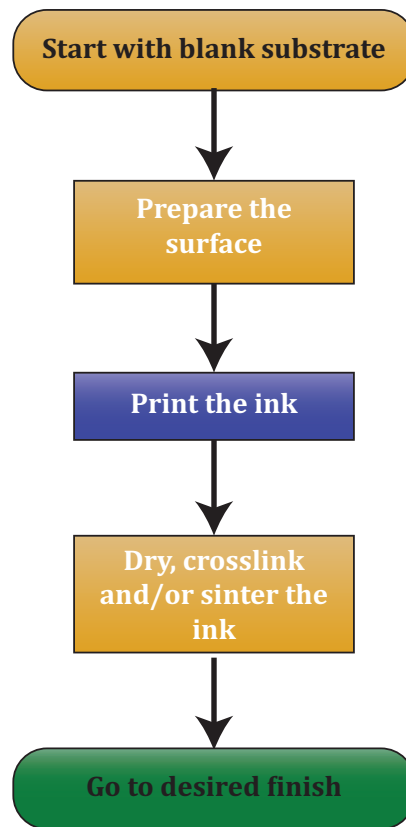 Start with blank substrate
Prepare the
surface
Print the ink
Dry, crosslink
and/or sinter the
ink
Go to desired finish